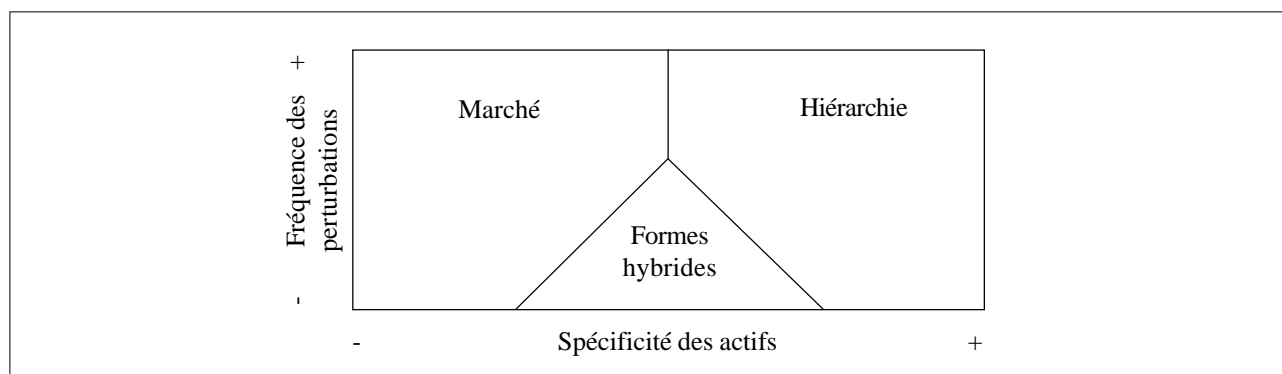 +
Marché
Hiérarchie
Fréquence des
perturbations
Formes
hybrides
-
-
Spécificité des actifs
+